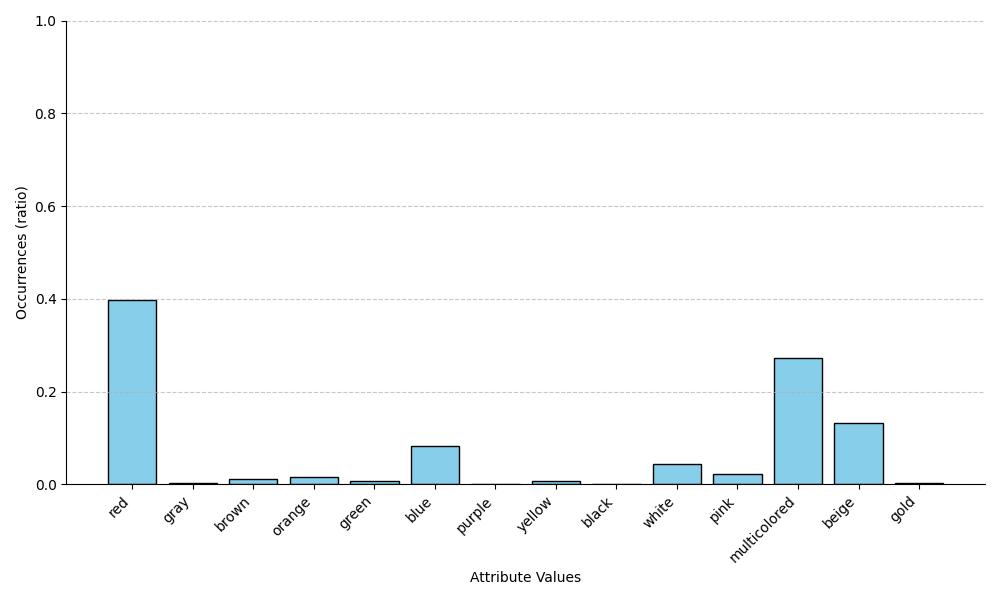 1.0
0.8
0.6
0.4
0.2
0.0
Occurrences (ratio)
red
gray
brown
orange
green
blue
purple
yellow
black
white
pink
multicolored
beige
gold
Attribute Values